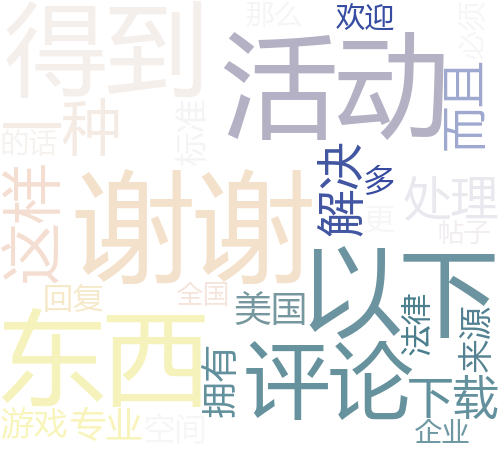 得到
那么
欢迎
必须
活动
而且
一种
的话
标准
解决
多
这样
谢谢
处理
更
帖子
回复
全国
美国
以下
东西
拥有
评论
法律
来源
下载
游戏
专业
空间
企业